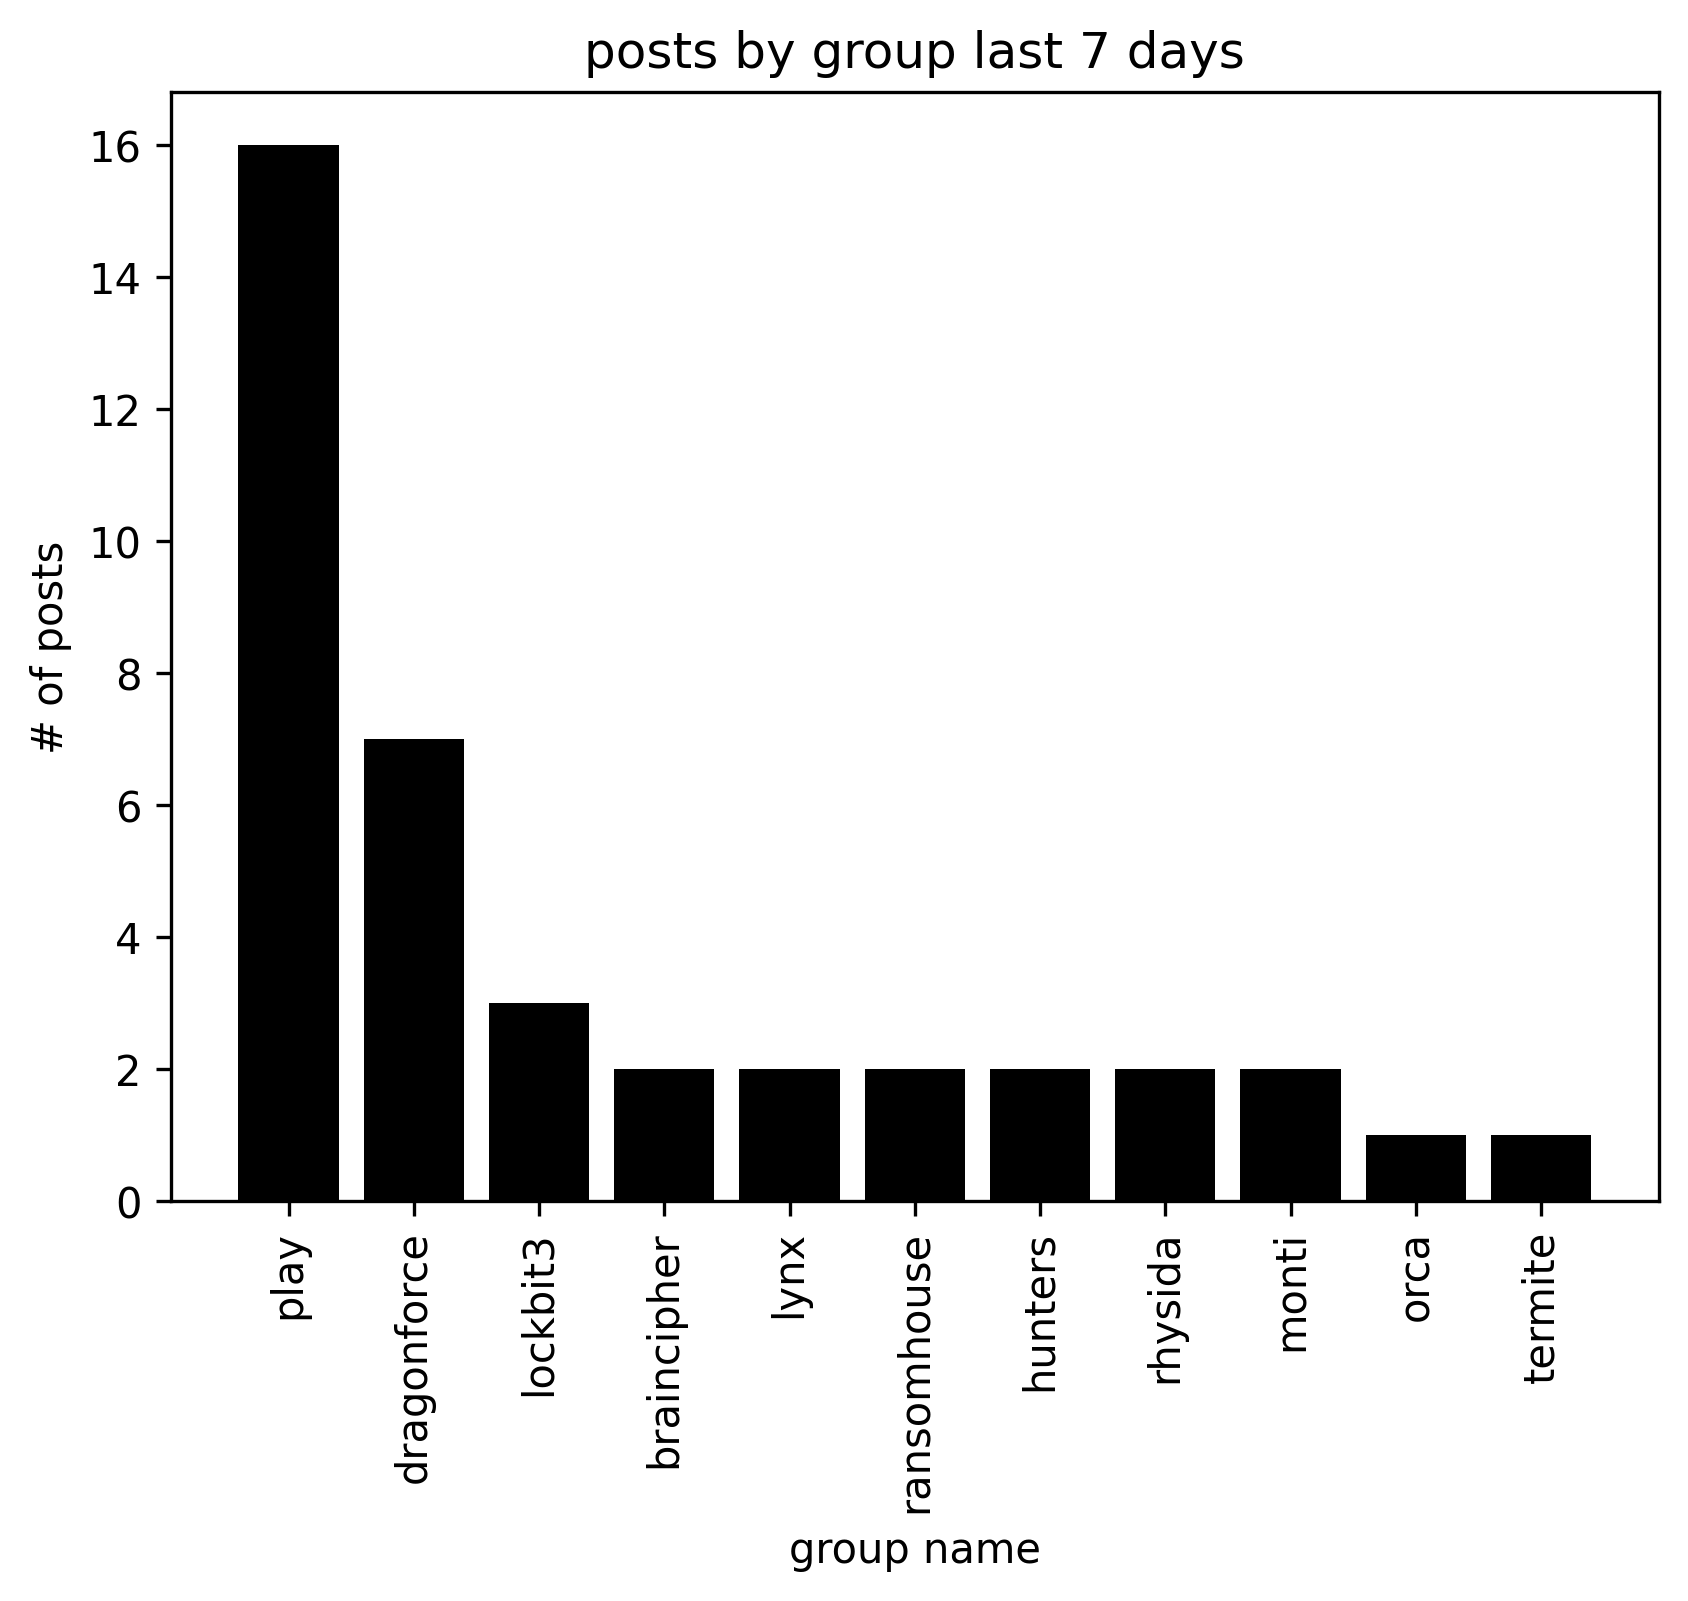 posts by group last 7 days
16
14
12
10
8
6
4
2
0
# of posts
play
dragonforce
lockbit3
braincipher
lynx
ransomhouse
hunters
rhysida
monti
orca
termite
group name